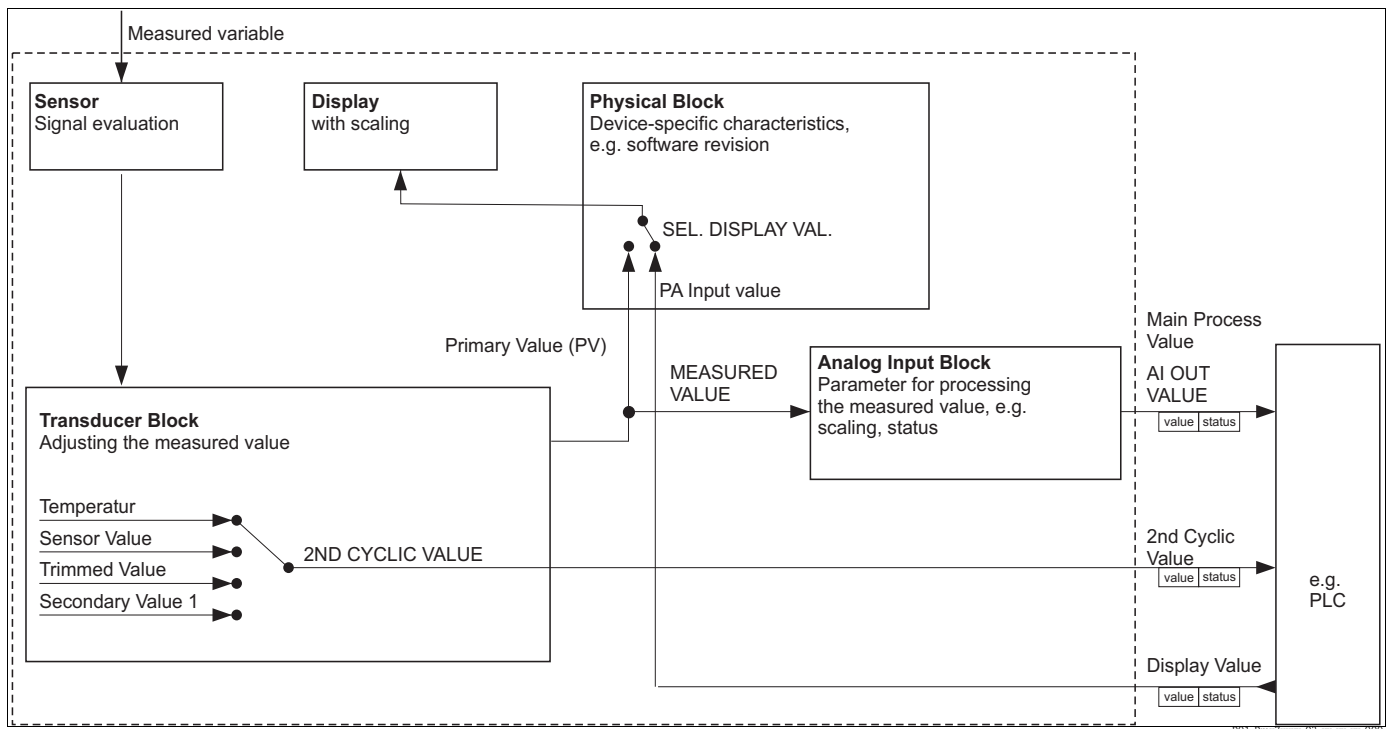 Measured variable
Sensor
Signal evaluation
Display
with scaling
Physical Block
Device-specific characteristics,
e.g. software revision
SEL. DISPLAY VAL.
PA Input value
Primary Value (PV)
MEASURED
VALUE
Analog Input Block
Parameter for processing
the measured value, e.g.
scaling, status
Main Process
Value
AI OUT
VALUE
value status
Transducer Block
Adjusting the measured value
Temperatur
Sensor Value
Trimmed Value
Secondary Value 1
2ND CYCLIC VALUE
2nd Cyclic
Value
value status
e.g.
PLC
Display Value
value status